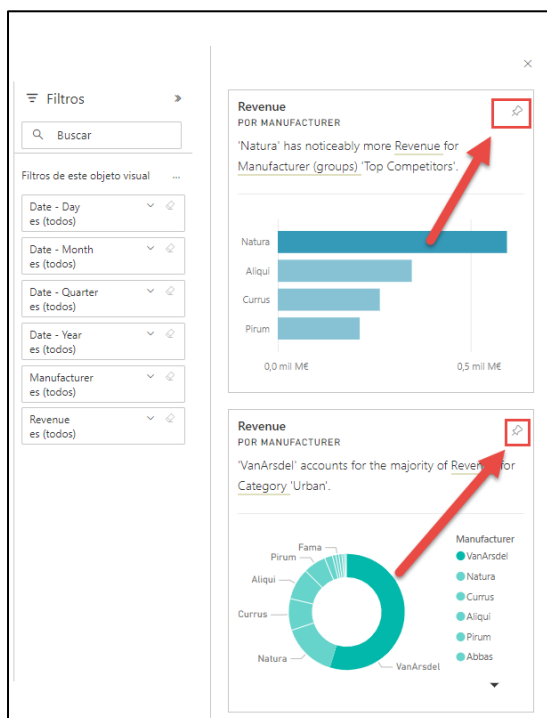 Filtros
Buscar
Filtros de este objeto visual ...
Date - Day
es (todos)
Date - Month
es (todos)
Date - Quarter
es (todos)
Date - Year
es (todos)
Manufacturer
es (todos)
Revenue
es (todos)
Revenue
POR MANUFACTURER
'Natura' has noticeably more Revenue for
Manufacturer (groups) 'Top Competitors'.
Natura
Aliqui
Currus
Pirum
0,0 mil M€
0,5 mil M€
Revenue
POR MANUFACTURER
'VanArsdel' accounts for the majority of Revenue for
Category 'Urban'.
Fama
Pirum
Aliqui
Currus
Natura
VanArsdel
Manufacturer
VanArsdel
Natura
Currus
Aliqui
Pirum
Abbas